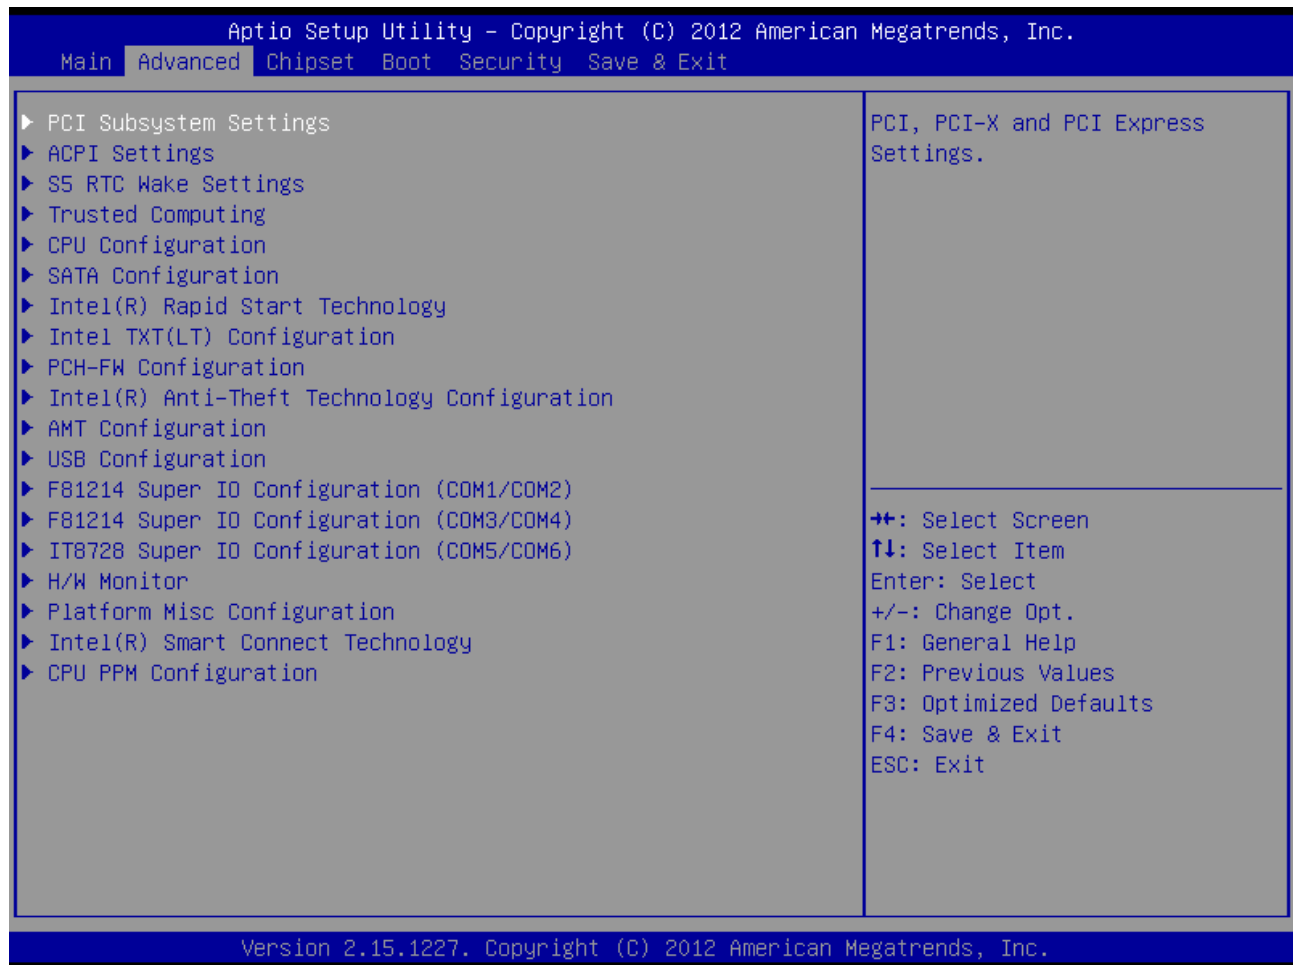 Aptio Setup Utility – Copyright (C) 2012 American Megatrends, Inc.
Main Advanced Chipset Boot Security Save & Exit
▶ PCI Subsystem Settings
▶ ACPI Settings
▶ S5 RTC Wake Settings
▶ Trusted Computing
▶ CPU Configuration
▶ SATA Configuration
▶ Intel(R) Rapid Start Technology
▶ Intel TXT(LT) Configuration
▶ PCH-FW Configuration
▶ Intel(R) Anti-Theft Technology Configuration
▶ AMT Configuration
▶ USB Configuration
▶ F81214 Super IO Configuration (COM1/COM2)
▶ F81214 Super IO Configuration (COM3/COM4)
▶ IT8728 Super IO Configuration (COM5/COM6)
▶ H/W Monitor
▶ Platform Misc Configuration
▶ Intel(R) Smart Connect Technology
▶ CPU PPM Configuration
PCI, PCI-X and PCI Express
Settings.
→←: Select Screen
↑↓: Select Item
Enter: Select
+/-: Change Opt.
F1: General Help
F2: Previous Values
F3: Optimized Defaults
F4: Save & Exit
ESC: Exit
Version 2.15.1227. Copyright (C) 2012 American Megatrends, Inc.